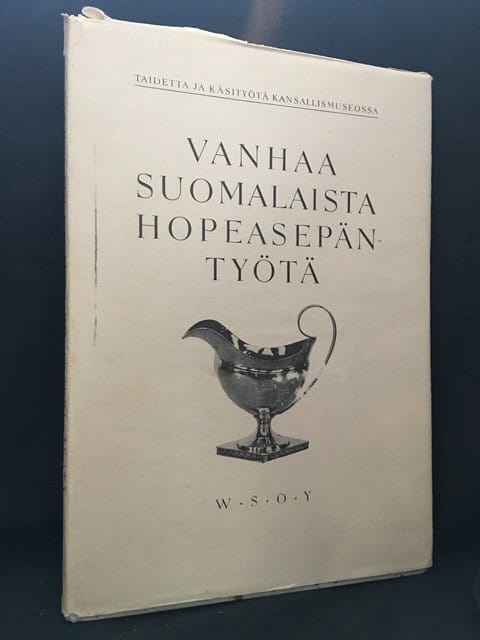 TAIDETTA JA KÄSITYÖTÄ KANSALLISMUSEOSSA
VANHAA
SUOMALAISTA
HOPEASEPÄN-
TYÖTÄ
W·S·O·Y